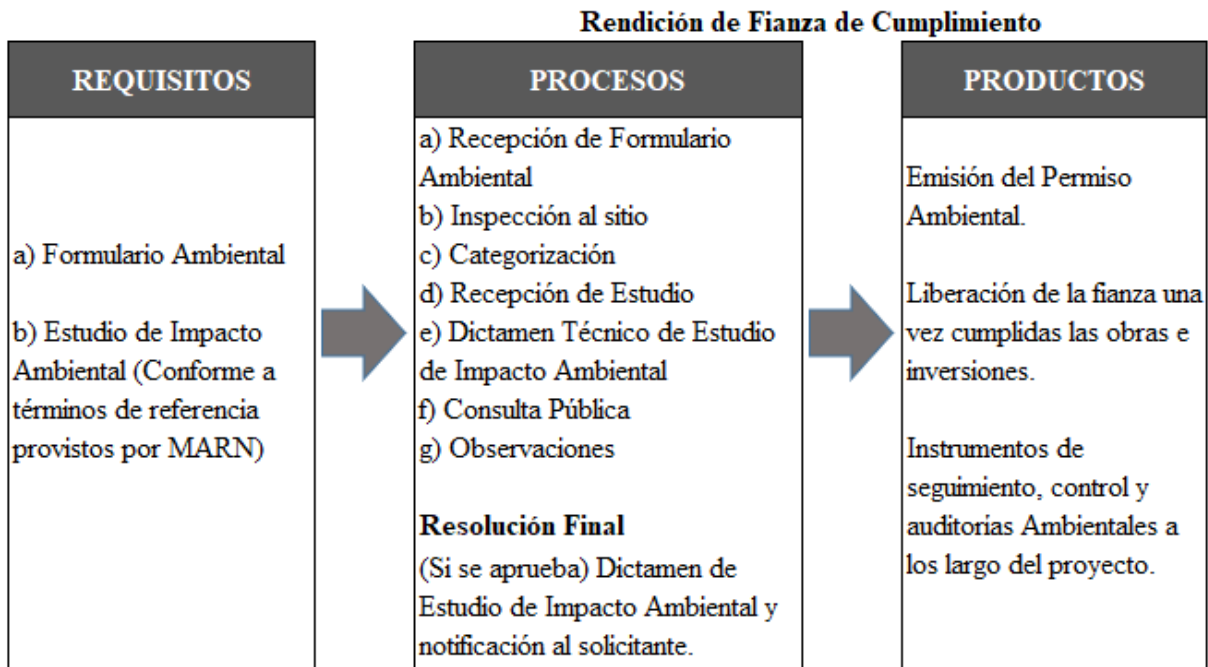 Rendición de Fianza de Cumplimiento
REQUISITOS
a) Formulario Ambiental
b) Estudio de Impacto
Ambiental (Conforme a
términos de referencia
provistos por MARN)
PROCESOS
a) Recepción de Formulario
Ambiental
b) Inspección al sitio
c) Categorización
d) Recepción de Estudio
e) Dictamen Técnico de Estudio
de Impacto Ambiental
f) Consulta Pública
g) Observaciones
Resolución Final
(Si se aprueba) Dictamen de
Estudio de Impacto Ambiental y
notificación al solicitante.
PRODUCTOS
Emisión del Permiso
Ambiental.
Liberación de la fianza una
vez cumplidas las obras e
inversiones.
Instrumentos de
seguimiento, control y
auditorías Ambientales a
los largo del proyecto.